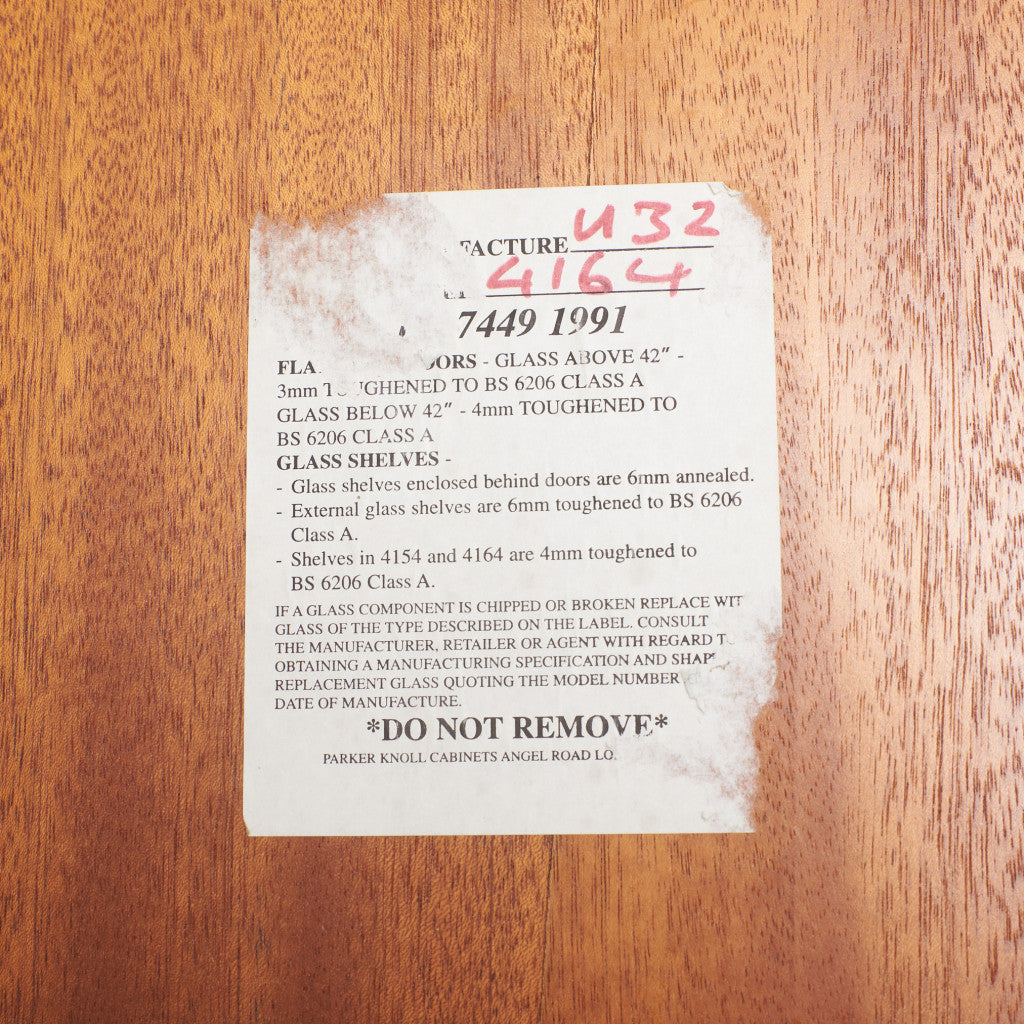 FACTURE U32
4164
7449 1991
DOORS - GLASS ABOVE 42" -
3mm TOUGHENED TO BS 6206 CLASS A
GLASS BELOW 42" - 4mm TOUGHENED TO
BS 6206 CLASS A
GLASS SHELVES -
- Glass shelves enclosed behind doors are 6mm annealed.
- External glass shelves are 6mm toughened to BS 6206
Class A.
- Shelves in 4154 and 4164 are 4mm toughened to
BS 6206 Class A.
IF A GLASS COMPONENT IS CHIPPED OR BROKEN REPLACE WIT
GLASS OF THE TYPE DESCRIBED ON THE LABEL. CONSULT
THE MANUFACTURER, RETAILER OR AGENT WITH REGARD TO
OBTAINING A MANUFACTURING SPECIFICATION AND SHAP
REPLACEMENT GLASS QUOTING THE MODEL NUMBER
DATE OF MANUFACTURE.
*DO NOT REMOVE*
PARKER KNOLL CABINETS ANGEL ROAD